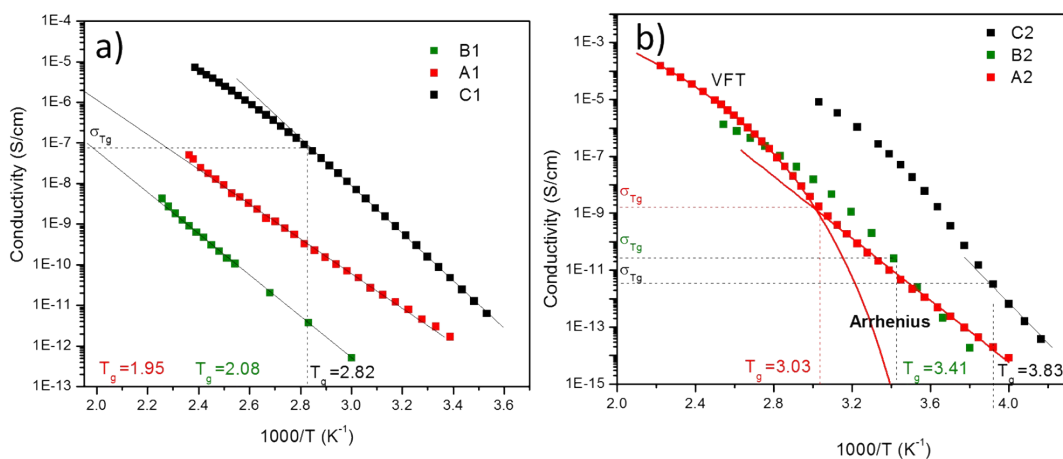 a)
1E-4
1E-5
1E-6
1E-7
1E-8
1E-9
1E-10
1E-11
1E-12
1E-13
Conductivity (S/cm)
σTg
B1
A1
C1
Tg=1.95
Tg=2.08
Tg=2.82
2.0 2.2 2.4 2.6 2.8 3.0 3.2 3.4 3.6
1000/T (K⁻¹)
b)
1E-3
1E-5
1E-7
1E-9
1E-11
1E-13
1E-15
Conductivity (S/cm)
VFT
C2
B2
A2
σTg
σTg
σTg
Arrhenius
Tg=3.03
Tg=3.41
Tg=3.83
2.0 2.4 2.8 3.2 3.6 4.0
1000/T (K⁻¹)